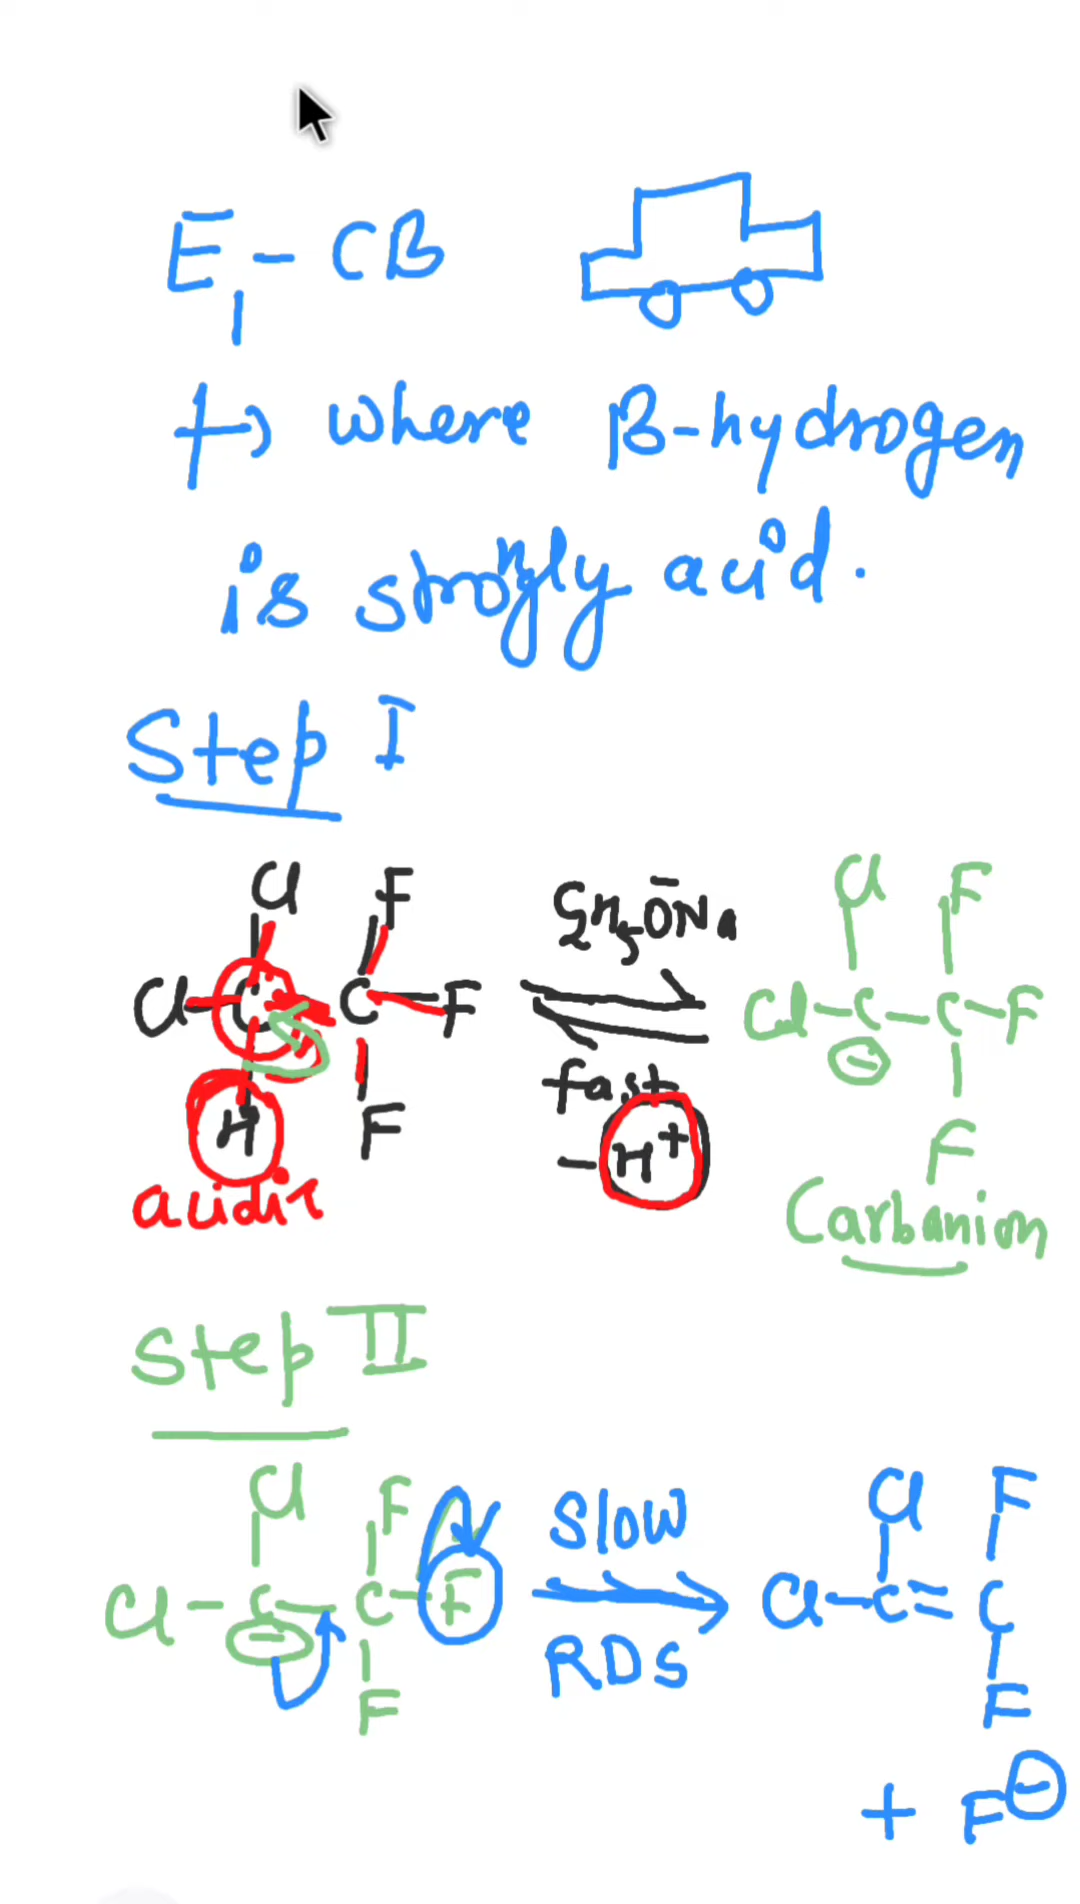 E1 - CB
where β-hydrogen
is strongly acid.
Step I
Cl F
C2H5ŌNa
Cl F
Cl C C F
Cl - C - C - F
⊖
fast
H F
- H+
F
acidic
Carbanion
Step II
Cl F
Slow
Cl F
Cl - C - C - F
Cl - C = C
⊖
RDS
F
F
+ F⊖